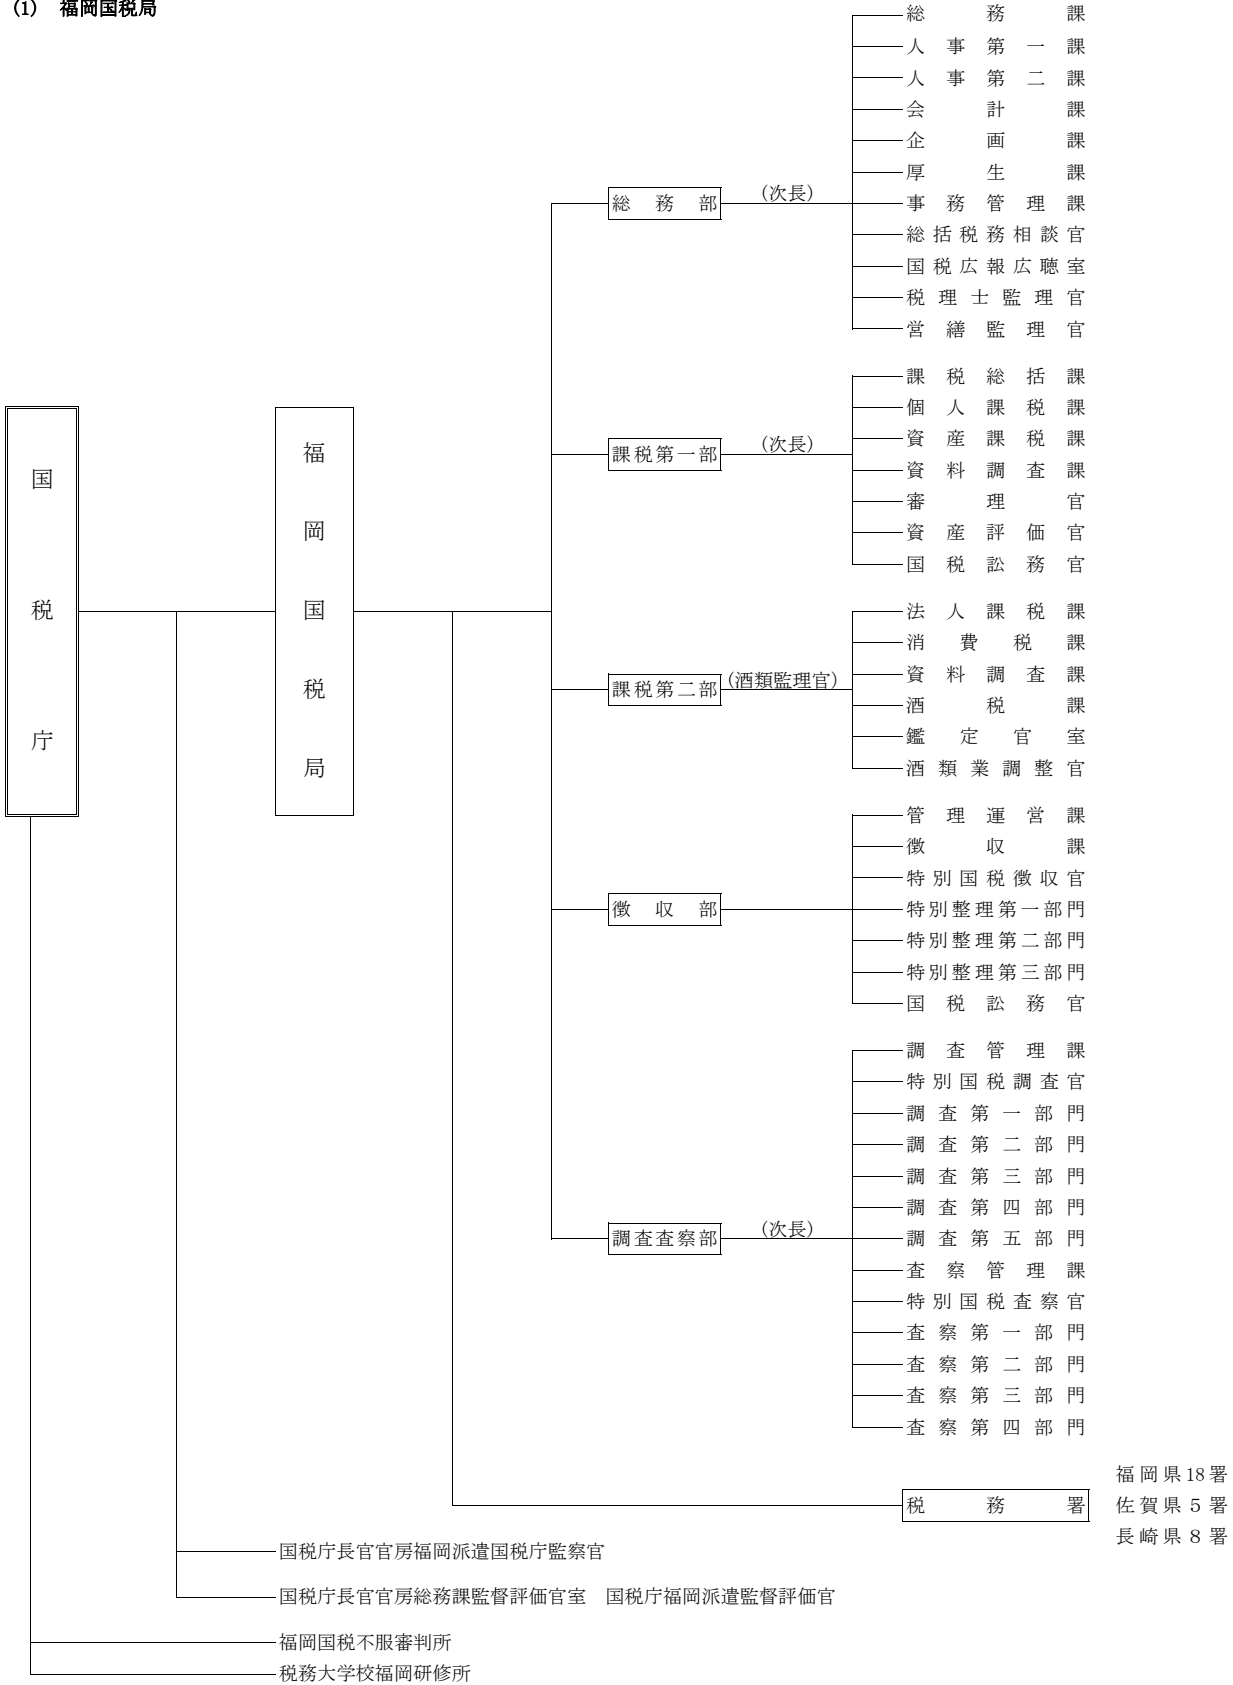 (1) 福岡国税局
国税庁
福岡国税局
総務部
(次長)
総務課
人事第一課
人事第二課
会計課
企画課
厚生課
事務管理課
総括税務相談官
国税広報広聴室
税理士監理官
営繕監理官
課税第一部
(次長)
課税総括課
個人課税課
資産課税課
資料調査課
審理官
資産評価官
国税訟務官
課税第二部
(酒類監理官)
法人課税課
消費税課
資料調査課
酒税課
鑑定官室
酒類業調整官
徴収部
管理運営課
徴収課
特別国税徴収官
特別整理第一部門
特別整理第二部門
特別整理第三部門
国税訟務官
調査査察部
(次長)
調査管理課
特別国税調査官
調査第一部門
調査第二部門
調査第三部門
調査第四部門
調査第五部門
査察管理課
特別国税査察官
査察第一部門
査察第二部門
査察第三部門
査察第四部門
税務署
福岡県18署
佐賀県5署
長崎県8署
国税庁長官官房福岡派遣国税庁監察官
国税庁長官官房総務課監督評価官室 国税庁福岡派遣監督評価官
福岡国税不服審判所
税務大学校福岡研修所